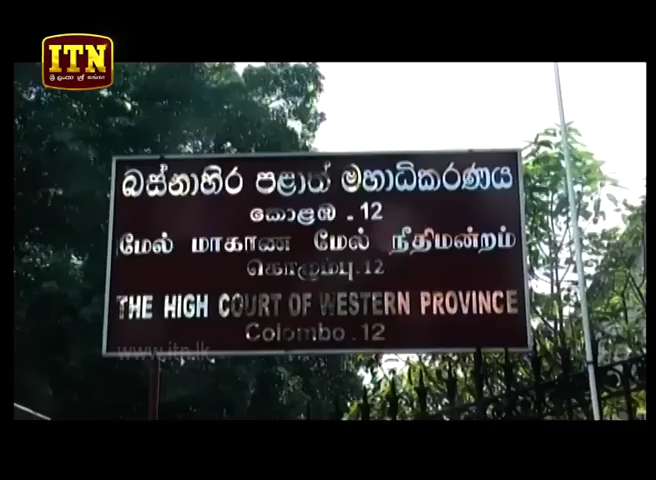 ITN
ශ්‍රී ලංකා ஸ்ரீ லங்கா
බස්නාහිර පළාත් මහාධිකරණය
කොළඹ .12
மேல் மாகாண மேல் நீதிமன்றம்
கொழும்பு.12
THE HIGH COURT OF WESTERN PROVINCE
Colombo .12
www.itn.lk